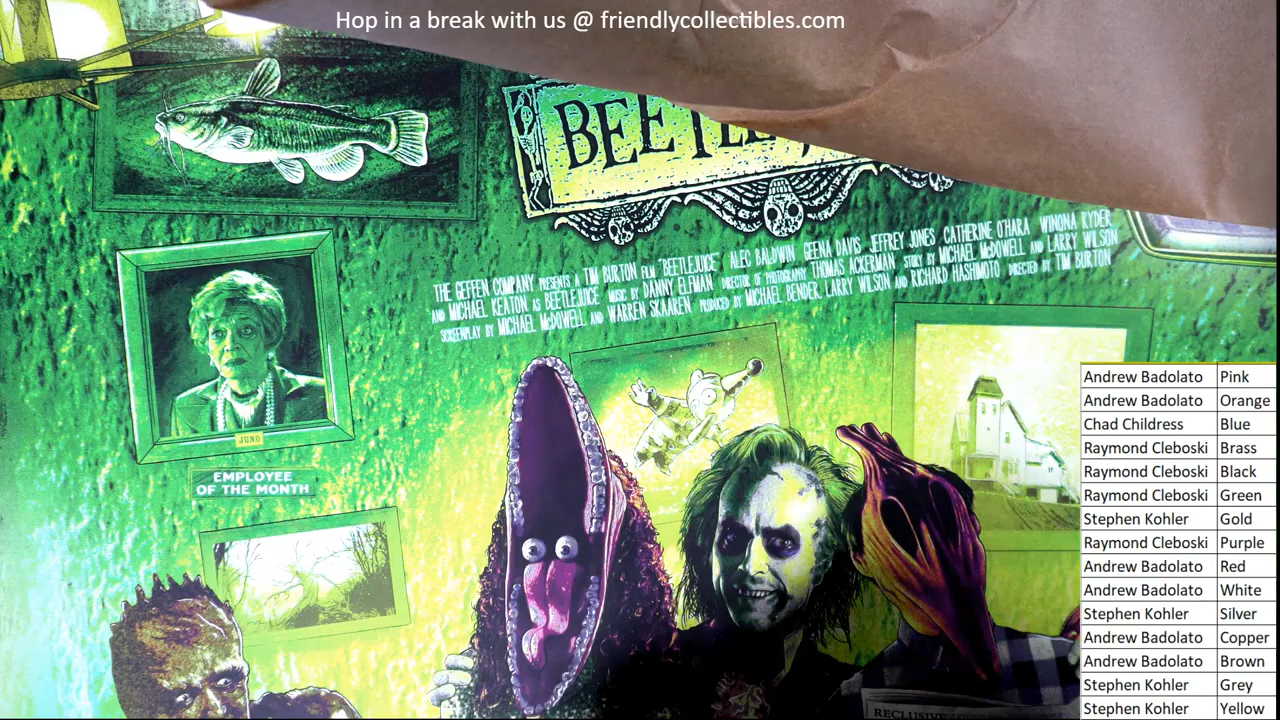 Hop in a break with us @ friendlycollectibles.com
THE GEFFEN COMPANY PRESENTS A TIM BURTON FILM "BEETLEJUICE" ALEC BALDWIN GEENA DAVIS JEFFREY JONES CATHERINE O'HARA WINONA RYDER
AND MICHAEL KEATON AS BEETLEJUICE MUSIC BY DANNY ELFMAN DIRECTOR OF PHOTOGRAPHY THOMAS ACKERMAN STORY BY MICHAEL McDOWELL AND LARRY WILSON
SCREENPLAY BY MICHAEL McDOWELL AND WARREN SKAAREN PRODUCED BY MICHAEL BENDER, LARRY WILSON AND RICHARD HASHIMOTO DIRECTED BY TIM BURTON
JUNO
EMPLOYEE
OF THE MONTH
Andrew Badolato Pink
Andrew Badolato Orange
Chad Childress Blue
Raymond Cleboski Brass
Raymond Cleboski Black
Raymond Cleboski Green
Stephen Kohler Gold
Raymond Cleboski Purple
Andrew Badolato Red
Andrew Badolato White
Stephen Kohler Silver
Andrew Badolato Copper
Andrew Badolato Brown
Stephen Kohler Grey
Stephen Kohler Yellow